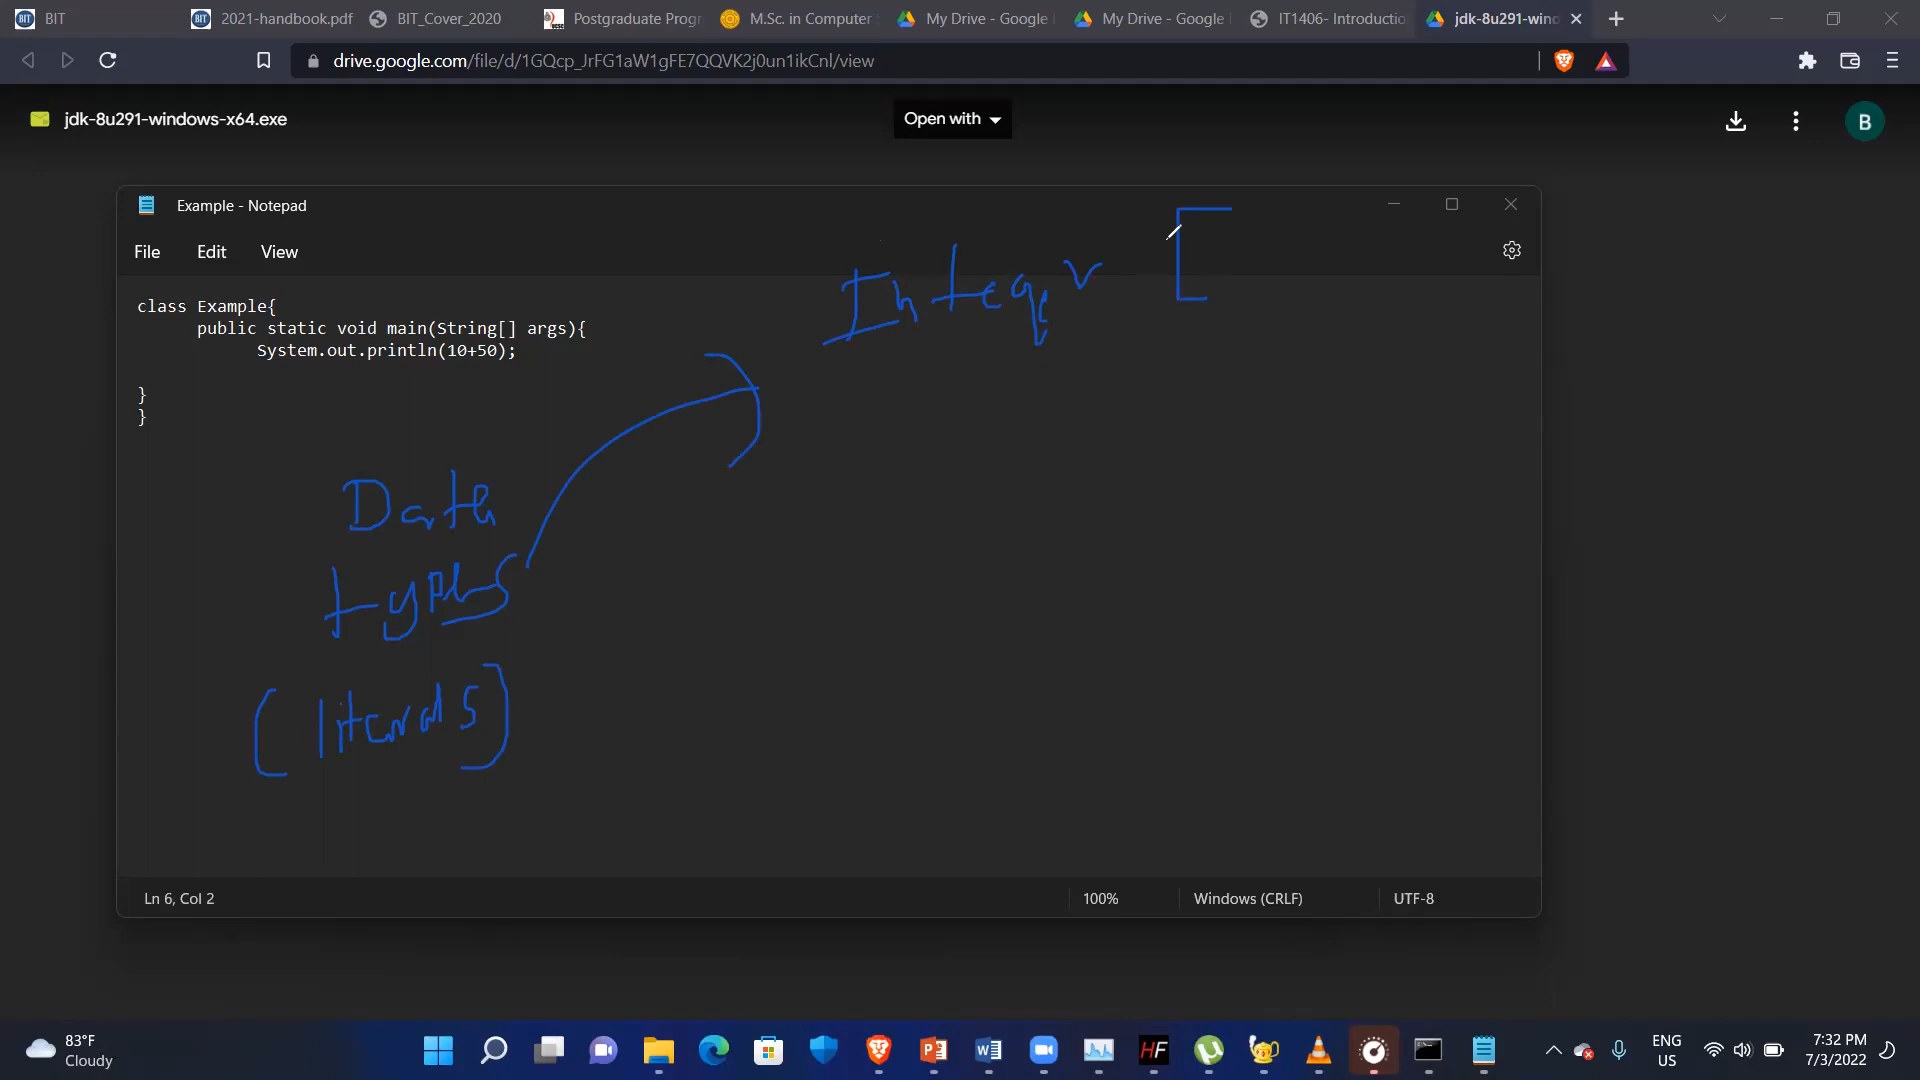 BIT
2021-handbook.pdf
BIT_Cover_2020
Postgraduate Progr
M.Sc. in Computer
My Drive - Google
My Drive - Google
IT1406- Introductio
jdk-8u291-wind
drive.google.com/file/d/1GQcp_JrFG1aW1gFE7QQVK2j0un1ikCnl/view
jdk-8u291-windows-x64.exe
Open with
B
Example - Notepad
File Edit View
class Example{
public static void main(String[] args){
System.out.println(10+50);
}
}
Integer [
Data
types
(literals)
Ln 6, Col 2
100%
Windows (CRLF)
UTF-8
83°F
Cloudy
ENG
US
7:32 PM
7/3/2022